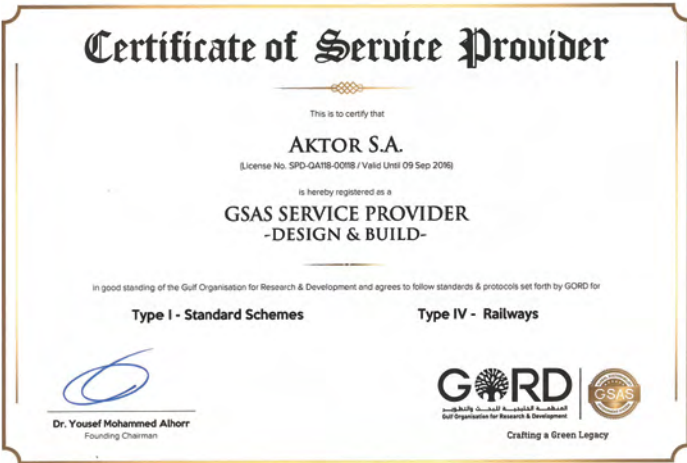 Certificate of Service Provider
This is to certify that
AKTOR S.A.
(License No. SPD-QA118-00118 / Valid Until 09 Sep 2016)
is hereby registered as a
GSAS SERVICE PROVIDER
-DESIGN & BUILD-
in good standing of the Gulf Organisation for Research & Development and agrees to follow standards & protocols set forth by GORD for
Type I - Standard Schemes
Type IV - Railways
Dr. Yousef Mohammed Alhorr
Founding Chairman
GORD
المنظمة الخليجية للبحث والتطوير
Gulf Organisation for Research & Development
GSAS
Crafting a Green Legacy